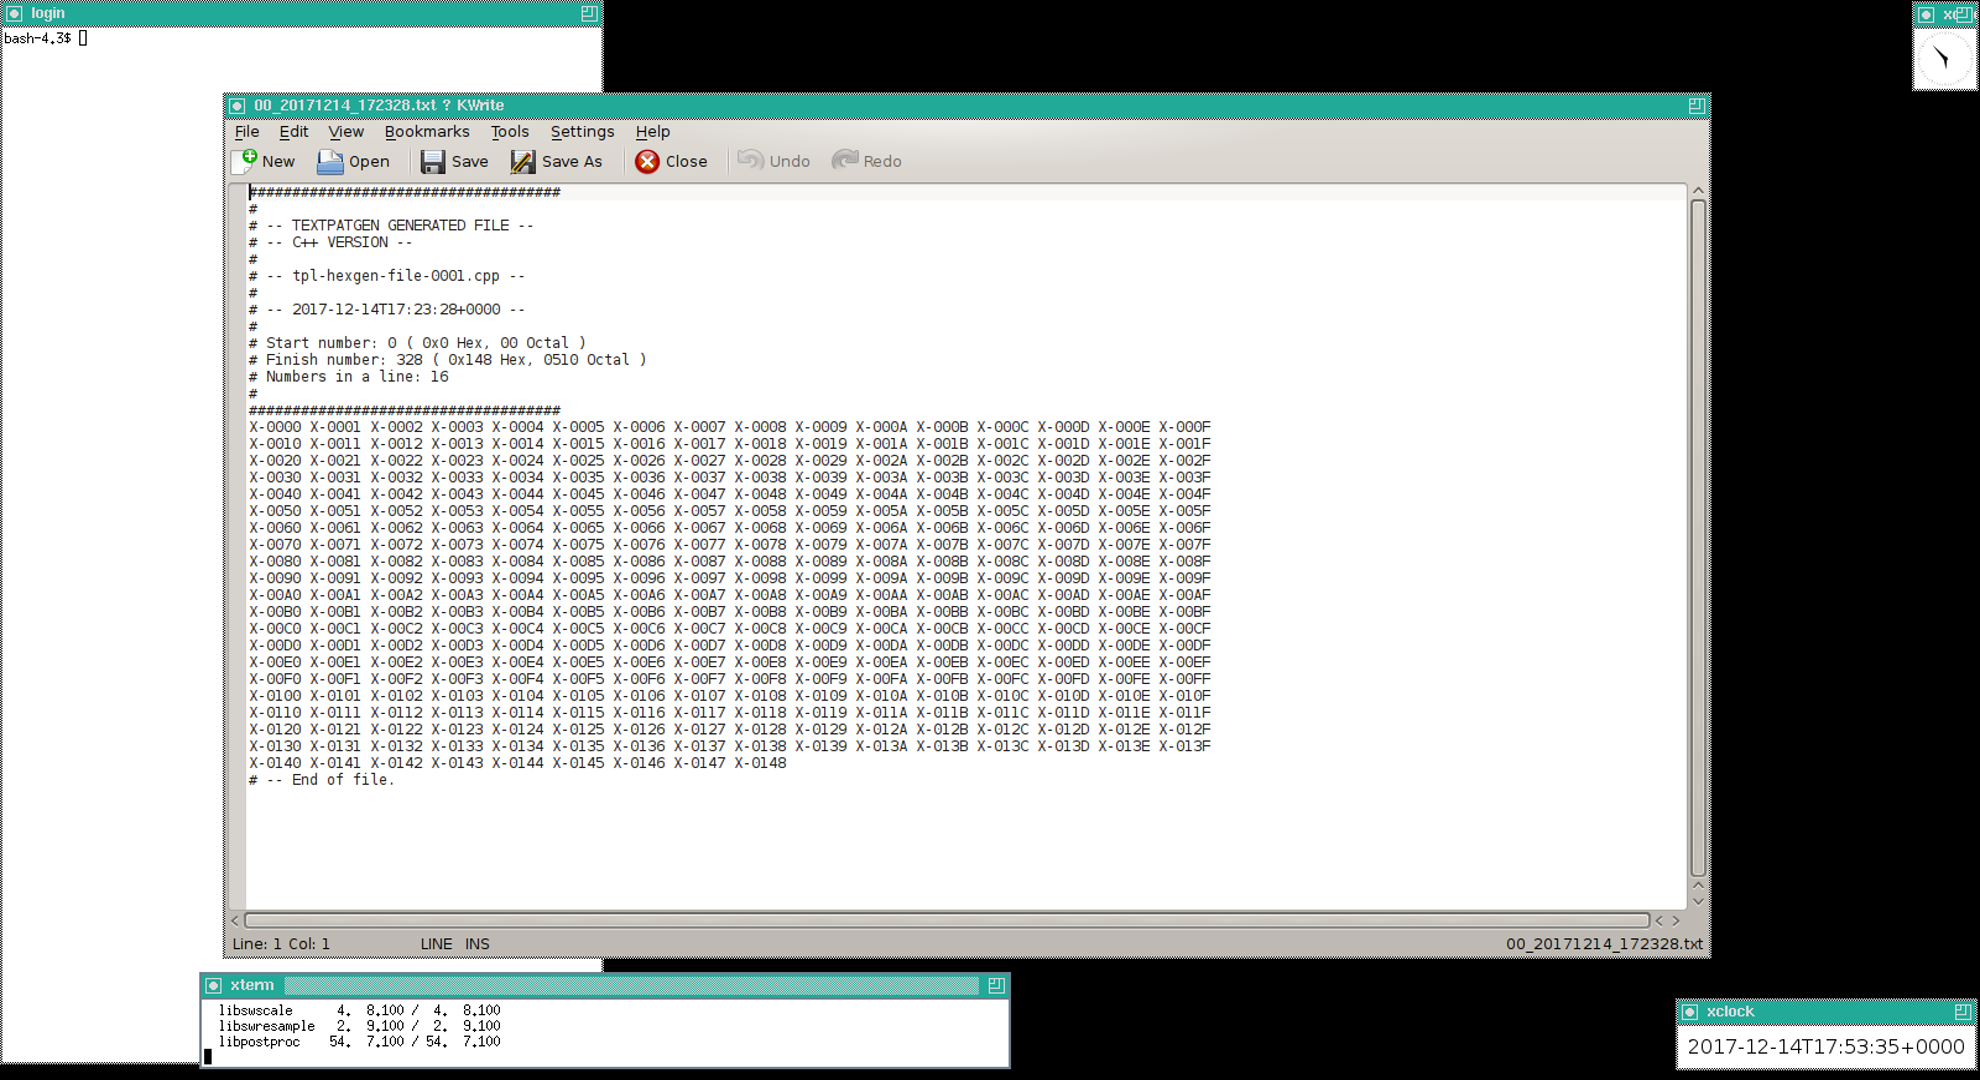 login
bash-4.3$
00_20171214_172328.txt ? KWrite
File Edit View Bookmarks Tools Settings Help
New Open Save Save As Close Undo Redo
####################################
#
# -- TEXTPATGEN GENERATED FILE --
# -- C++ VERSION --
#
# -- tpl-hexgen-file-0001.cpp --
#
# -- 2017-12-14T17:23:28+0000 --
#
# Start number: 0 ( 0x0 Hex, 00 Octal )
# Finish number: 328 ( 0x148 Hex, 0510 Octal )
# Numbers in a line: 16
#
####################################
X-0000 X-0001 X-0002 X-0003 X-0004 X-0005 X-0006 X-0007 X-0008 X-0009 X-000A X-000B X-000C X-000D X-000E X-000F
X-0010 X-0011 X-0012 X-0013 X-0014 X-0015 X-0016 X-0017 X-0018 X-0019 X-001A X-001B X-001C X-001D X-001E X-001F
X-0020 X-0021 X-0022 X-0023 X-0024 X-0025 X-0026 X-0027 X-0028 X-0029 X-002A X-002B X-002C X-002D X-002E X-002F
X-0030 X-0031 X-0032 X-0033 X-0034 X-0035 X-0036 X-0037 X-0038 X-0039 X-003A X-003B X-003C X-003D X-003E X-003F
X-0040 X-0041 X-0042 X-0043 X-0044 X-0045 X-0046 X-0047 X-0048 X-0049 X-004A X-004B X-004C X-004D X-004E X-004F
X-0050 X-0051 X-0052 X-0053 X-0054 X-0055 X-0056 X-0057 X-0058 X-0059 X-005A X-005B X-005C X-005D X-005E X-005F
X-0060 X-0061 X-0062 X-0063 X-0064 X-0065 X-0066 X-0067 X-0068 X-0069 X-006A X-006B X-006C X-006D X-006E X-006F
X-0070 X-0071 X-0072 X-0073 X-0074 X-0075 X-0076 X-0077 X-0078 X-0079 X-007A X-007B X-007C X-007D X-007E X-007F
X-0080 X-0081 X-0082 X-0083 X-0084 X-0085 X-0086 X-0087 X-0088 X-0089 X-008A X-008B X-008C X-008D X-008E X-008F
X-0090 X-0091 X-0092 X-0093 X-0094 X-0095 X-0096 X-0097 X-0098 X-0099 X-009A X-009B X-009C X-009D X-009E X-009F
X-00A0 X-00A1 X-00A2 X-00A3 X-00A4 X-00A5 X-00A6 X-00A7 X-00A8 X-00A9 X-00AA X-00AB X-00AC X-00AD X-00AE X-00AF
X-00B0 X-00B1 X-00B2 X-00B3 X-00B4 X-00B5 X-00B6 X-00B7 X-00B8 X-00B9 X-00BA X-00BB X-00BC X-00BD X-00BE X-00BF
X-00C0 X-00C1 X-00C2 X-00C3 X-00C4 X-00C5 X-00C6 X-00C7 X-00C8 X-00C9 X-00CA X-00CB X-00CC X-00CD X-00CE X-00CF
X-00D0 X-00D1 X-00D2 X-00D3 X-00D4 X-00D5 X-00D6 X-00D7 X-00D8 X-00D9 X-00DA X-00DB X-00DC X-00DD X-00DE X-00DF
X-00E0 X-00E1 X-00E2 X-00E3 X-00E4 X-00E5 X-00E6 X-00E7 X-00E8 X-00E9 X-00EA X-00EB X-00EC X-00ED X-00EE X-00EF
X-00F0 X-00F1 X-00F2 X-00F3 X-00F4 X-00F5 X-00F6 X-00F7 X-00F8 X-00F9 X-00FA X-00FB X-00FC X-00FD X-00FE X-00FF
X-0100 X-0101 X-0102 X-0103 X-0104 X-0105 X-0106 X-0107 X-0108 X-0109 X-010A X-010B X-010C X-010D X-010E X-010F
X-0110 X-0111 X-0112 X-0113 X-0114 X-0115 X-0116 X-0117 X-0118 X-0119 X-011A X-011B X-011C X-011D X-011E X-011F
X-0120 X-0121 X-0122 X-0123 X-0124 X-0125 X-0126 X-0127 X-0128 X-0129 X-012A X-012B X-012C X-012D X-012E X-012F
X-0130 X-0131 X-0132 X-0133 X-0134 X-0135 X-0136 X-0137 X-0138 X-0139 X-013A X-013B X-013C X-013D X-013E X-013F
X-0140 X-0141 X-0142 X-0143 X-0144 X-0145 X-0146 X-0147 X-0148
# -- End of file.
Line: 1 Col: 1 LINE INS 00_20171214_172328.txt
xterm
libswscale 4. 8.100 / 4. 8.100
libswresample 2. 9.100 / 2. 9.100
libpostproc 54. 7.100 / 54. 7.100
xclock
2017-12-14T17:53:35+0000